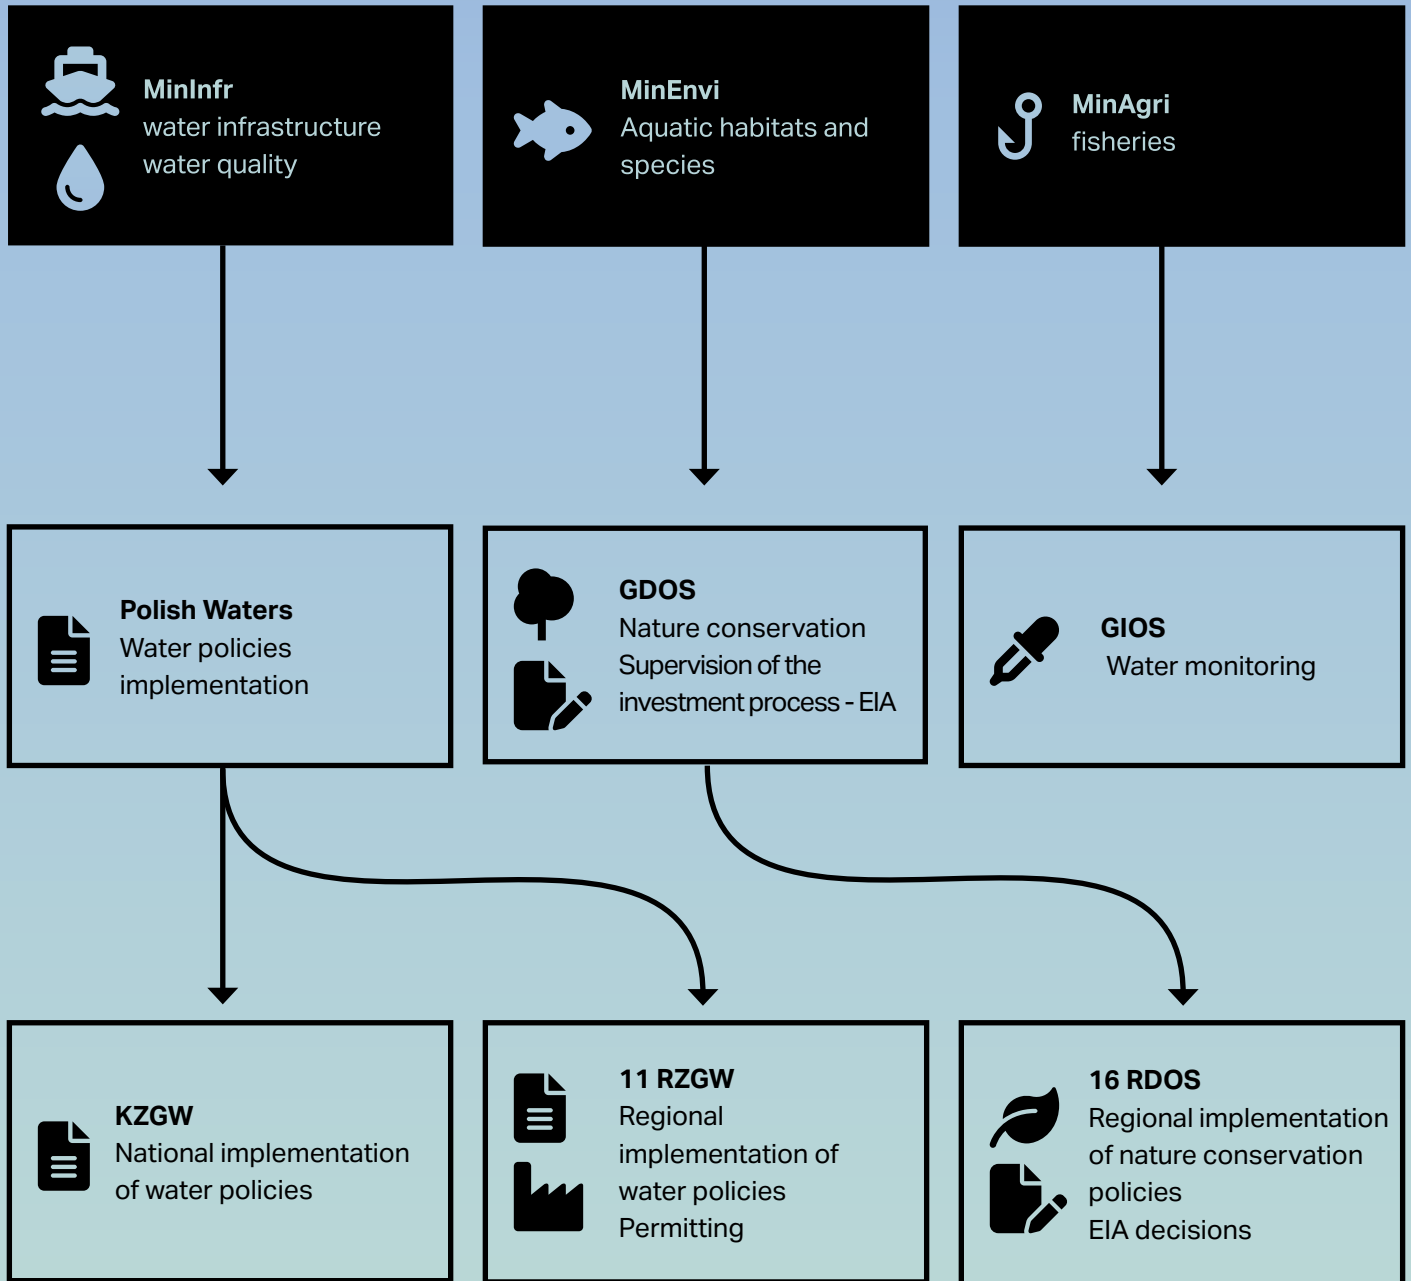 MinInfr
water infrastructure
water quality
MinEnvi
Aquatic habitats and
species
MinAgri
fisheries
Polish Waters
Water policies
implementation
GDOS
Nature conservation
Supervision of the
investment process - EIA
GIOS
Water monitoring
KZGW
National implementation
of water policies
11 RZGW
Regional
implementation of
water policies
Permitting
16 RDOS
Regional implementation
of nature conservation
policies
EIA decisions